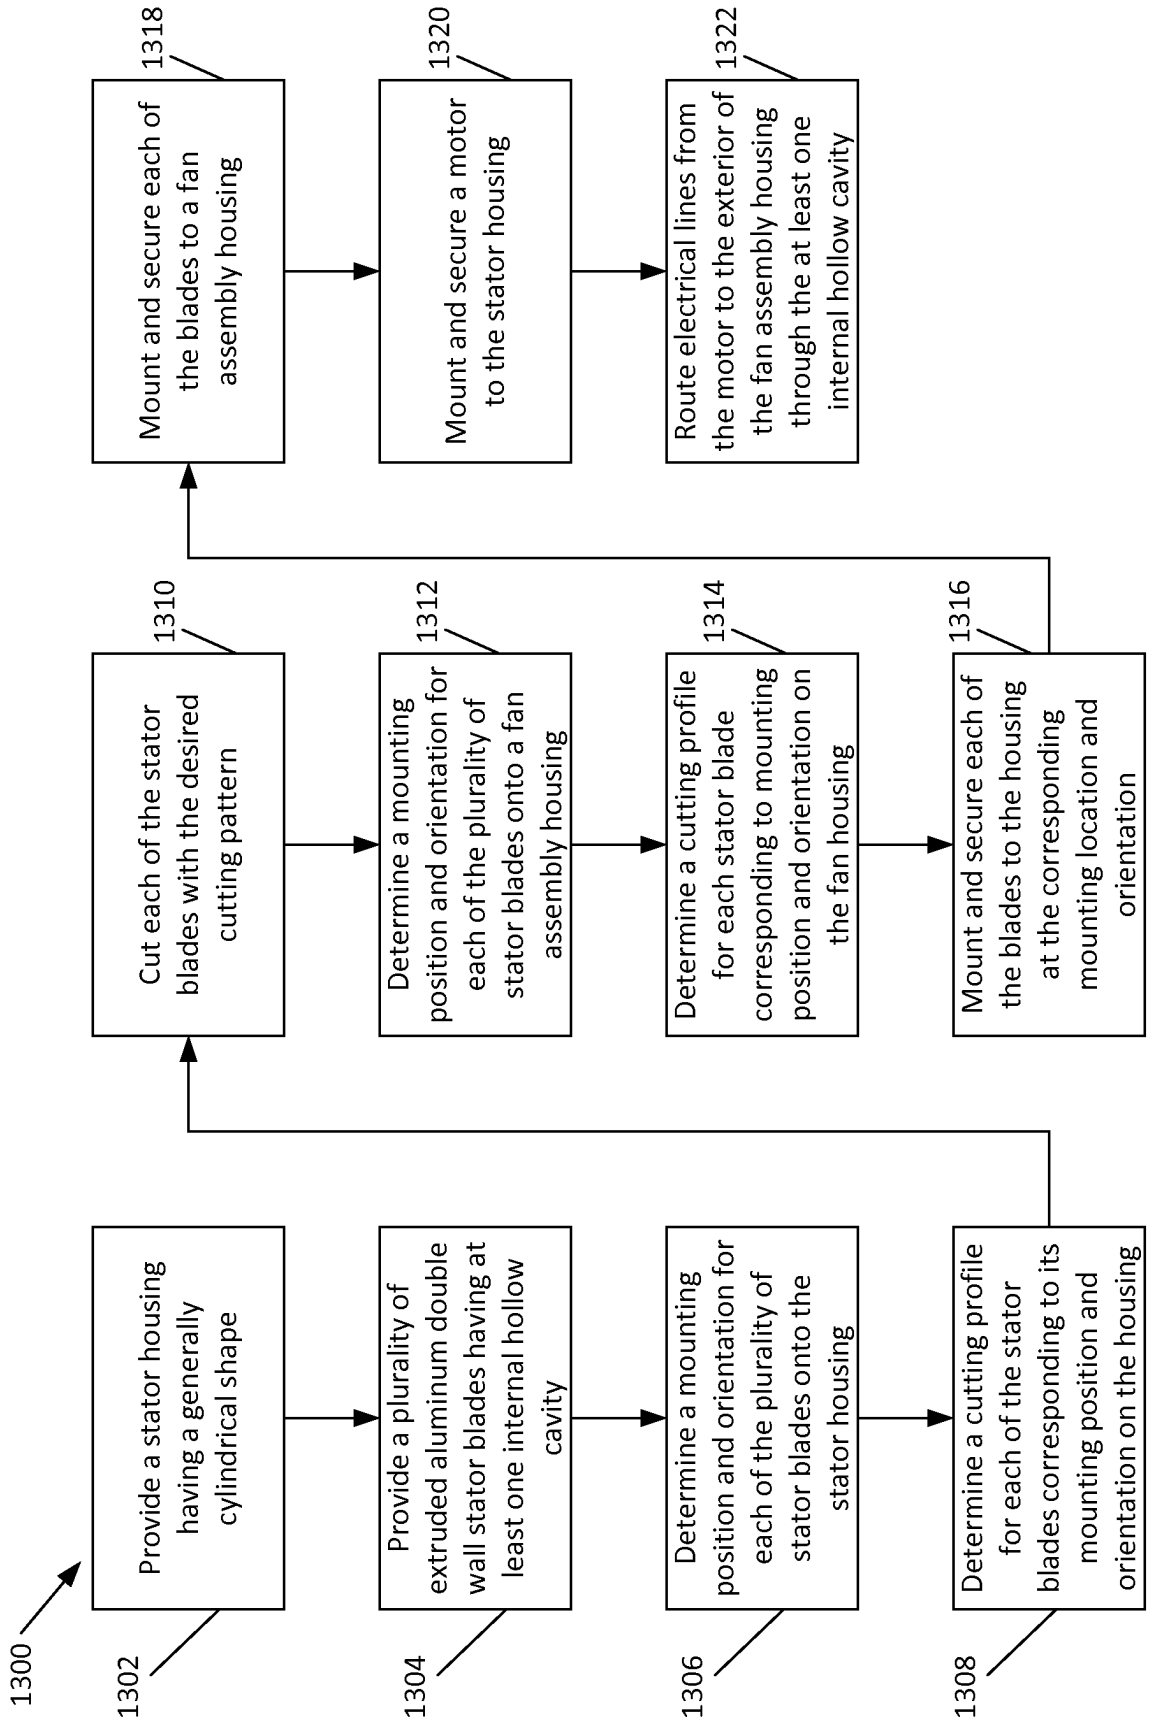 1300
1302
Provide a stator housing
having a generally
cylindrical shape
1304
Provide a plurality of
extruded aluminum double
wall stator blades having at
least one internal hollow
cavity
1306
Determine a mounting
position and orientation for
each of the plurality of
stator blades onto the
stator housing
1308
Determine a cutting profile
for each of the stator
blades corresponding to its
mounting position and
orientation on the housing
1310
Cut each of the stator
blades with the desired
cutting pattern
1312
Determine a mounting
position and orientation for
each of the plurality of
stator blades onto a fan
assembly housing
1314
Determine a cutting profile
for each stator blade
corresponding to mounting
position and orientation on
the fan housing
1316
Mount and secure each of
the blades to the housing
at the corresponding
mounting location and
orientation
1318
Mount and secure each of
the blades to a fan
assembly housing
1320
Mount and secure a motor
to the stator housing
1322
Route electrical lines from
the motor to the exterior of
the fan assembly housing
through the at least one
internal hollow cavity